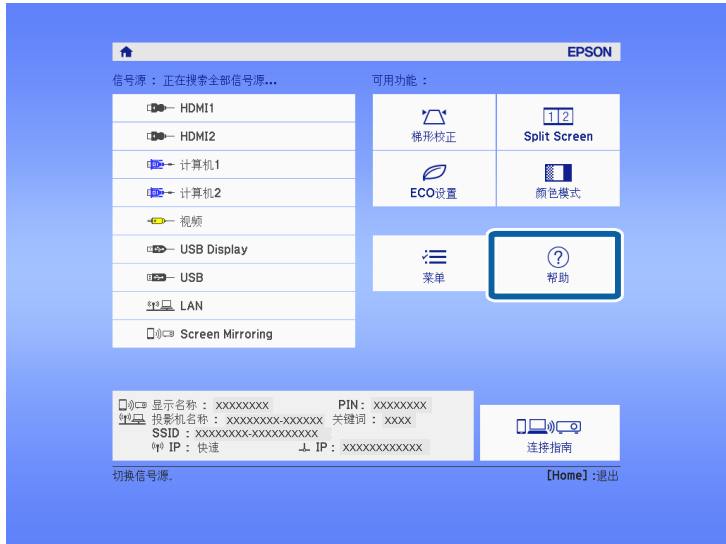 EPSON
信号源 : 正在搜索全部信号源...
HDMI1
HDMI2
计算机1
计算机2
视频
USB Display
USB
LAN
Screen Mirroring
可用功能 :
梯形校正
1 2
Split Screen
ECO设置
颜色模式
菜单
?
帮助
显示名称 : XXXXXXXX PIN : XXXXXXXX
投影机名称 : XXXXXXXX-XXXXXX 关键词 : XXXX
SSID : XXXXXXXX-XXXXXXXXXX
IP : 快速 IP : XXXXXXXXXXXX
连接指南
切换信号源. [Home] :退出